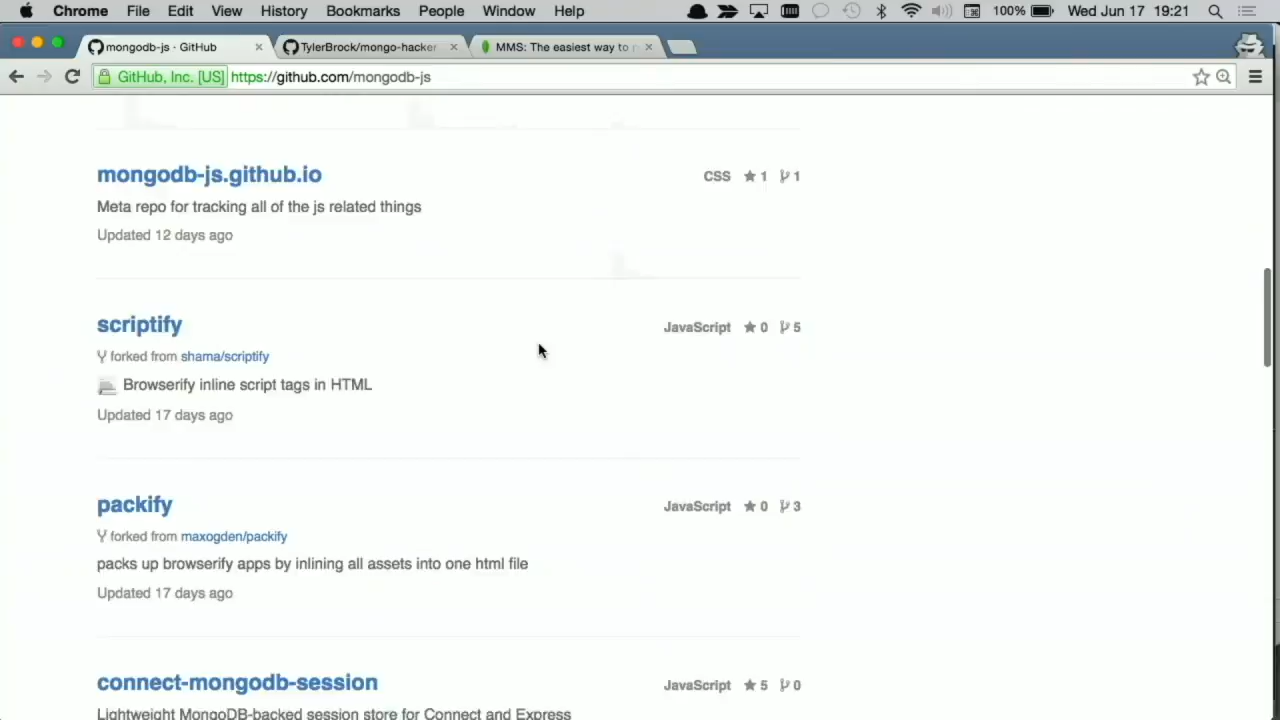 Chrome File Edit View History Bookmarks People Window Help 100% Wed Jun 17 19:21
mongodb-js · GitHub × TylerBrock/mongo-hacker × MMS: The easiest way to ×
GitHub, Inc. [US] https://github.com/mongodb-js
mongodb-js.github.io CSS 1 1
Meta repo for tracking all of the js related things
Updated 12 days ago
scriptify JavaScript 0 5
forked from shama/scriptify
Browserify inline script tags in HTML
Updated 17 days ago
packify JavaScript 0 3
forked from maxogden/packify
packs up browserify apps by inlining all assets into one html file
Updated 17 days ago
connect-mongodb-session JavaScript 5 0
Lightweight MongoDB-backed session store for Connect and Express